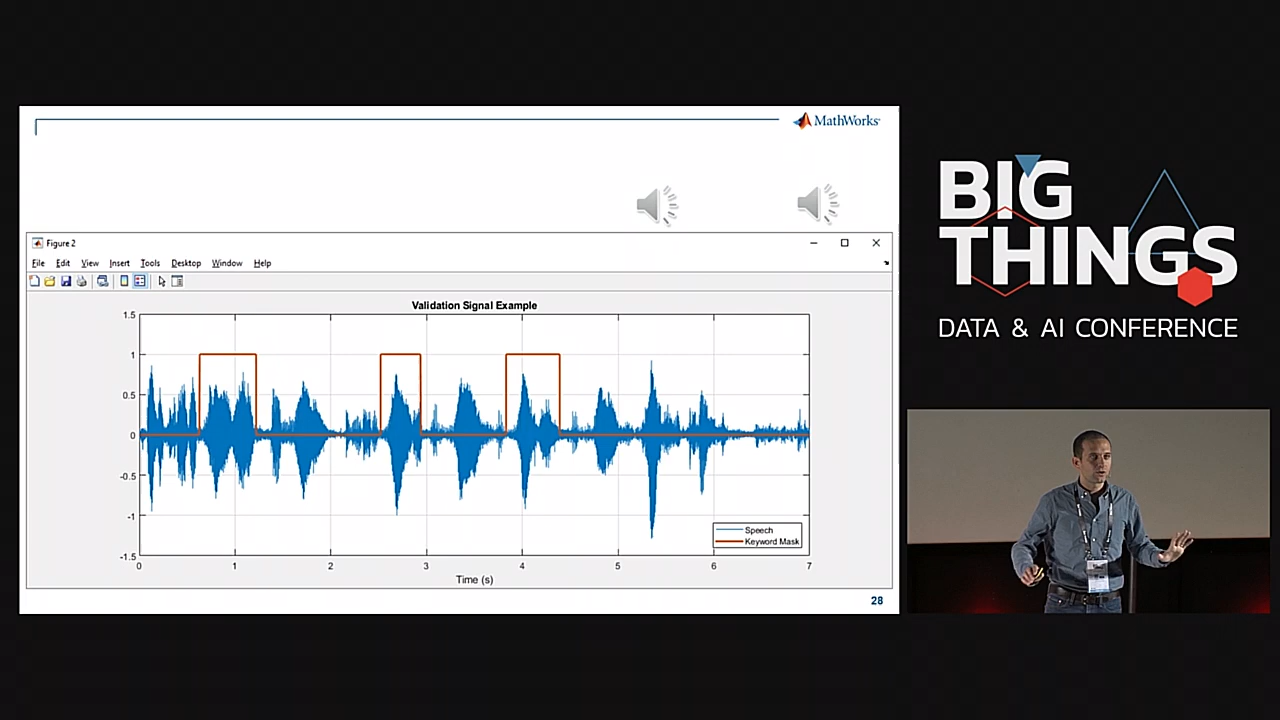 MathWorks®
Figure 2
File Edit View Insert Tools Desktop Window Help
Validation Signal Example
1.5
1
0.5
0
-0.5
-1
-1.5
0 1 2 3 4 5 6 7
Time (s)
Speech
Keyword Mask
28
BIG
THINGS
DATA & AI CONFERENCE